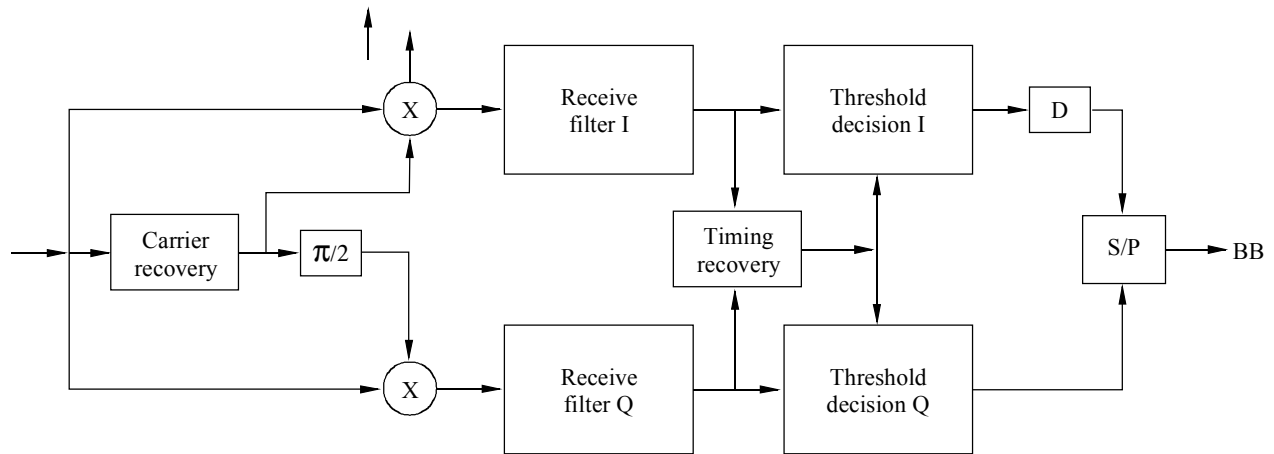 X
Receive
filter I
Threshold
decision I
D
Carrier
recovery
π/2
Timing
recovery
S/P
BB
X
Receive
filter Q
Threshold
decision Q